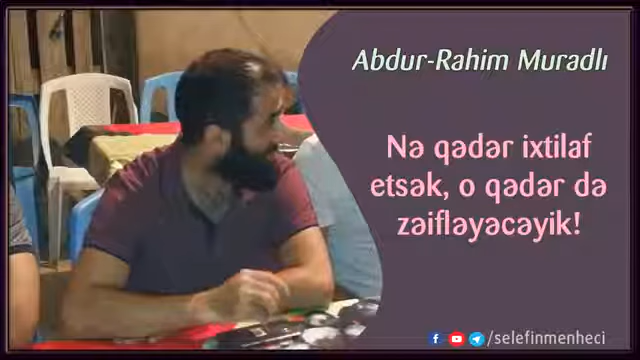 Abdur-Rahim Muradlı
Nə qədər ixtilaf
etsək, o qədər də
zəifləyəcəyik!
/selefinmenheci